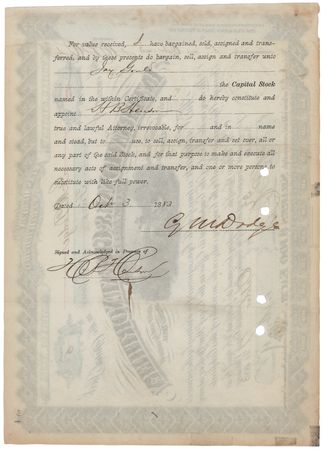 For value received, I have bargained, sold, assigned and trans-
ferred, and by these presents do bargain, sell, assign and transfer unto
Jay Gould
the Capital Stock
named in the within Certificate, and do hereby constitute and
appoint A B
true and lawful Attorney, irrevocable, for and in name
and stead, but to use, to sell, assign, transfer and set over, all or
any part of the said Stock, and for that purpose to make and execute all
necessary acts of assignment and transfer, and one or more persons to
substitute with like full power.
Dated Oct 3 1883
G M Dodge
Signed and Acknowledged in Presence of